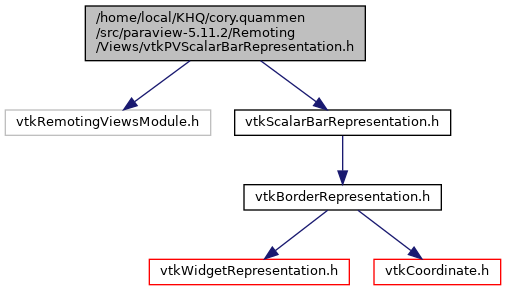 /home/local/KHQ/cory.quammen
/src/paraview-5.11.2/Remoting
/Views/vtkPVScalarBarRepresentation.h
vtkRemotingViewsModule.h
vtkScalarBarRepresentation.h
vtkBorderRepresentation.h
vtkWidgetRepresentation.h
vtkCoordinate.h